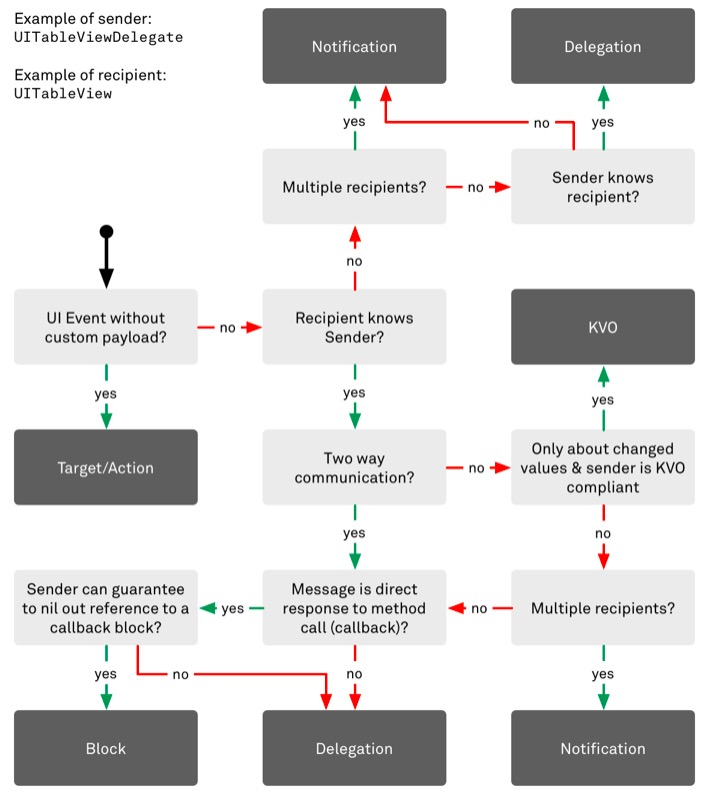 Example of sender:
UITableViewDelegate
Example of recipient:
UITableView
Notification
Delegation
yes
no
yes
Multiple recipients?
no
Sender knows
recipient?
no
UI Event without
custom payload?
no
Recipient knows
Sender?
KVO
yes
yes
yes
Target/Action
Two way
communication?
no
Only about changed
values & sender is KVO
compliant
yes
no
Sender can guarantee
to nil out reference to a
callback block?
yes
Message is direct
response to method
call (callback)?
no
Multiple recipients?
yes
no
no
yes
Block
Delegation
Notification